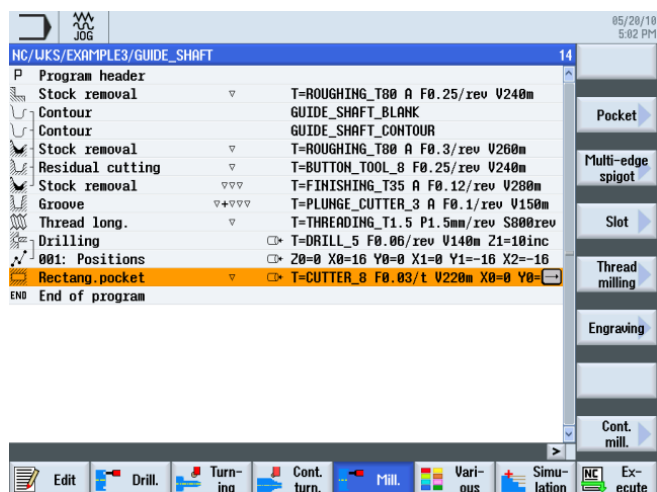 JOG
05/20/10
5:02 PM
NC/WKS/EXAMPLE3/GUIDE_SHAFT 14
P Program header
Stock removal ▽ T=ROUGHING_T80 A F0.25/rev V240m
Contour GUIDE_SHAFT_BLANK
Contour GUIDE_SHAFT_CONTOUR
Stock removal ▽ T=ROUGHING_T80 A F0.3/rev V260m
Residual cutting ▽ T=BUTTON_TOOL_8 F0.25/rev V240m
Stock removal ▽▽▽ T=FINISHING_T35 A F0.12/rev V280m
Groove ▽+▽▽▽ T=PLUNGE_CUTTER_3 A F0.1/rev V150m
Thread long. ▽ T=THREADING_T1.5 P1.5mm/rev S800rev
Drilling T=DRILL_5 F0.06/rev V140m Z1=10inc
001: Positions Z0=0 X0=16 Y0=0 X1=0 Y1=-16 X2=-16
Rectang.pocket ▽ T=CUTTER_8 F0.03/t V220m X0=0 Y0=
END End of program
Pocket
Multi-edge
spigot
Slot
Thread
milling
Engraving
Cont.
mill.
>
Edit
Drill.
Turn-
ing
Cont.
turn.
Mill.
Vari-
ous
Simu-
lation
NC Ex-
ecute